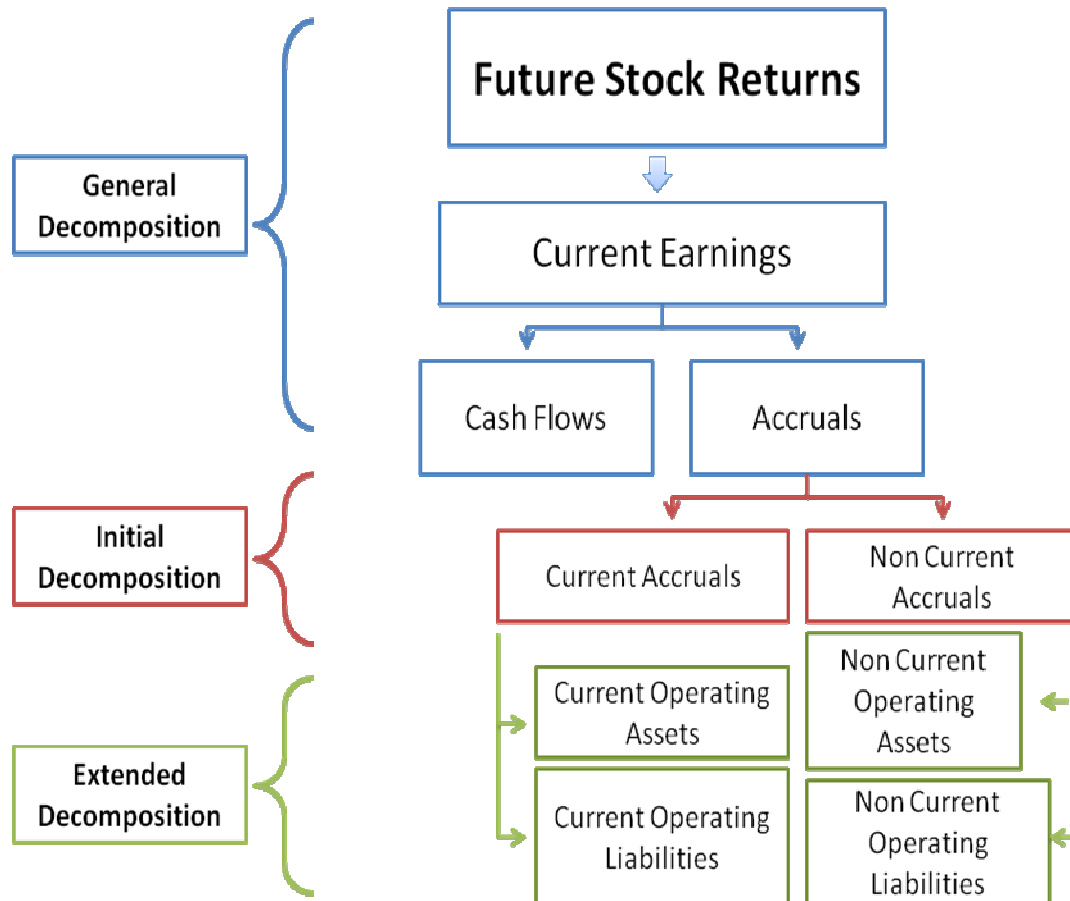 Future Stock Returns
General
Decomposition
Current Earnings
Cash Flows
Accruals
Initial
Decomposition
Current Accruals
Non Current
Accruals
Extended
Decomposition
Current Operating
Assets
Non Current
Operating
Assets
Current Operating
Liabilities
Non Current
Operating
Liabilities